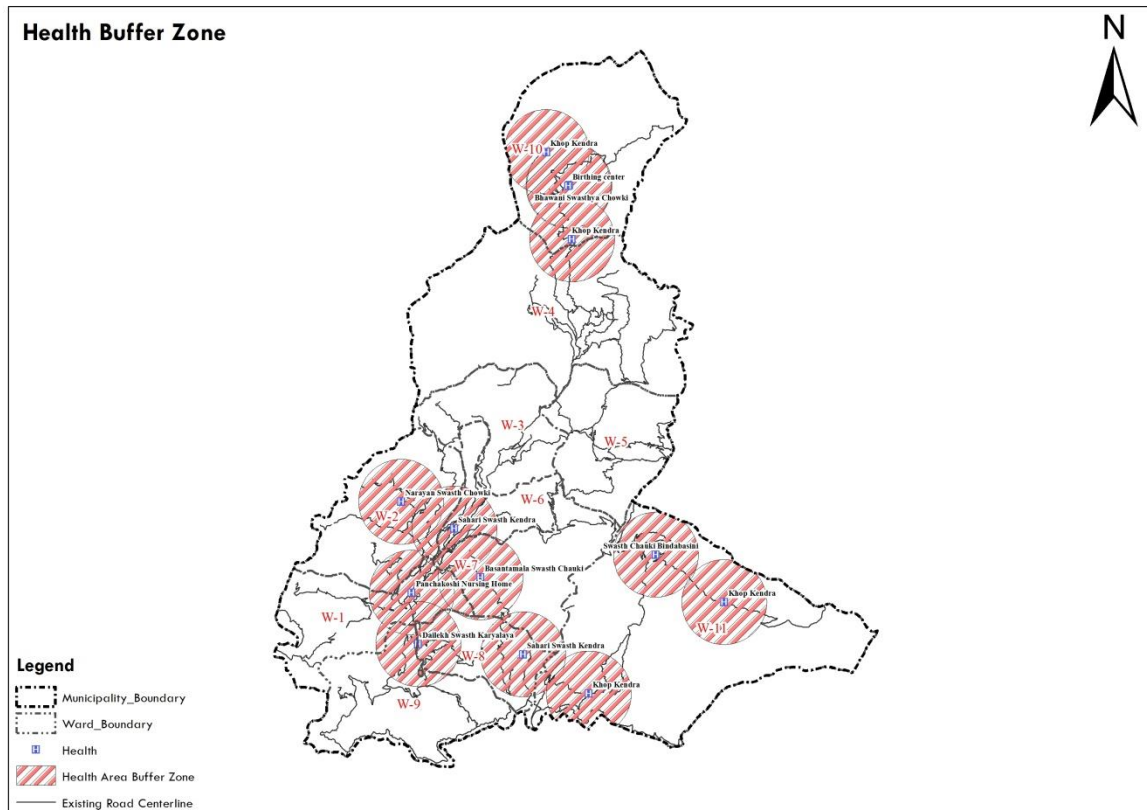 Health Buffer Zone
N
Khop Kendra
W-10
Birthing center
Bhawani Swasthya Chowki
Khop Kendra
W-4
W-3
W-5
Narayan Swasth Chowki
W-6
W-2
Sahari Swasth Kendra
Swasth Chauki Bindabasini
W-7
Basantamala Swasth Chauki
Panchakoshi Nursing Home
Khop Kendra
W-1
W-11
Dailekh Swasth Karyalaya
Sahari Swasth Kendra
W-8
Khop Kendra
W-9
Legend
Municipality_Boundary
Ward_Boundary
H Health
Health Area Buffer Zone
Existing Road Centerline